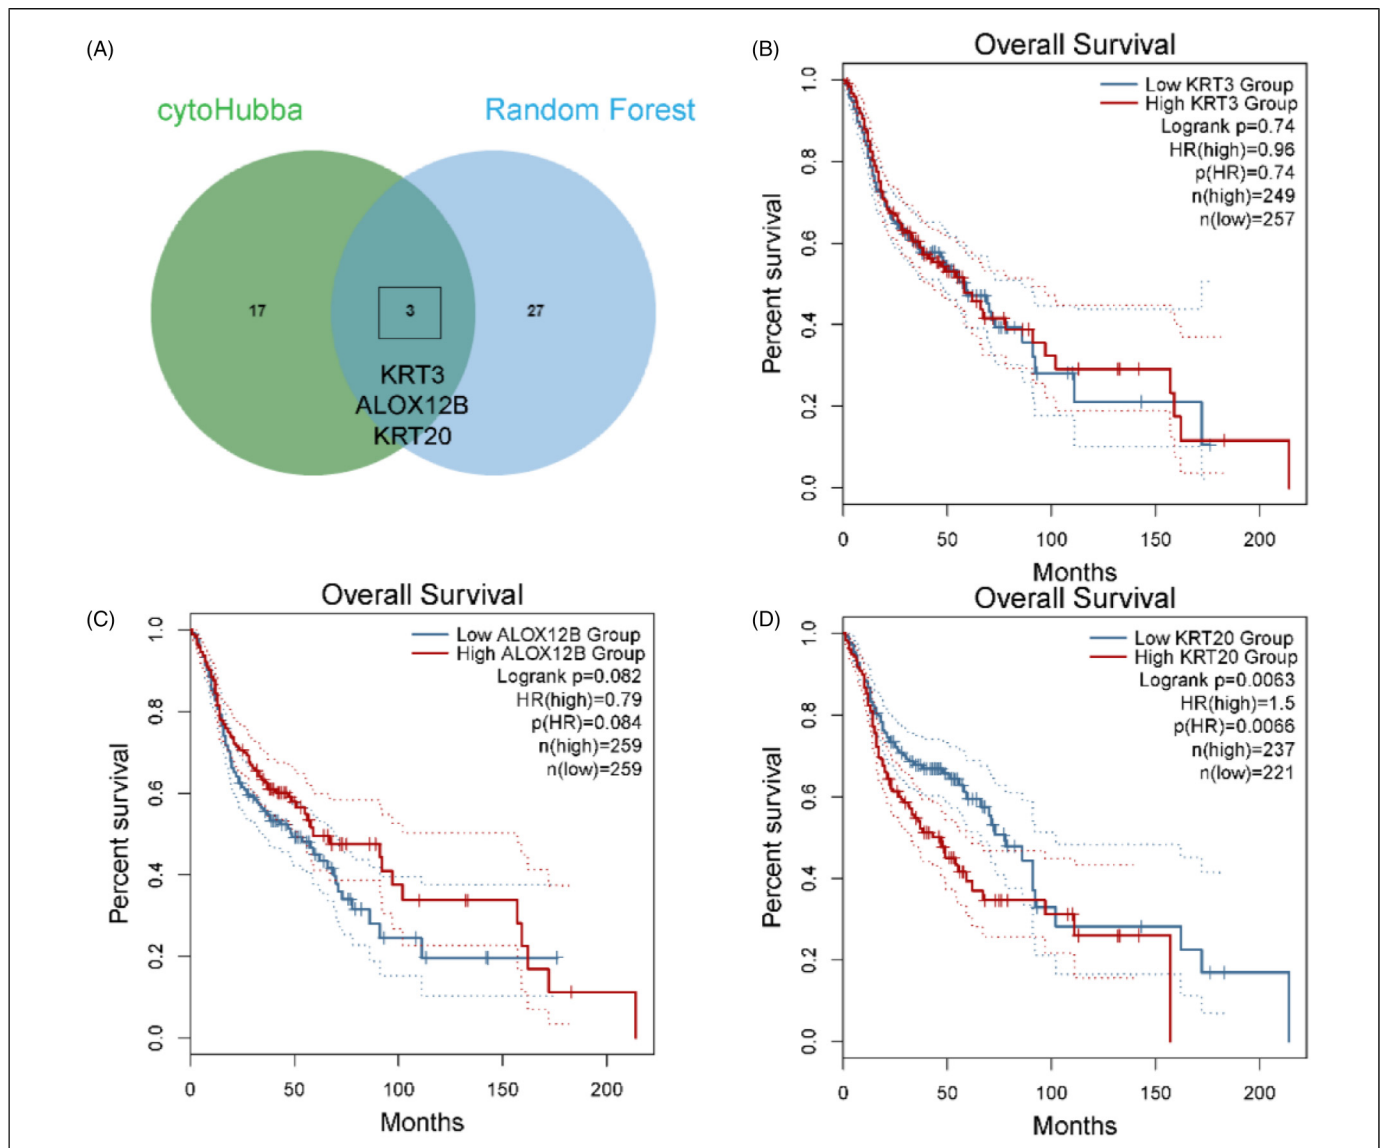 (A)
cytoHubba
Random Forest
17
3
27
KRT3
ALOX12B
KRT20
(B)
Overall Survival
Low KRT3 Group
High KRT3 Group
Logrank p=0.74
HR(high)=0.96
p(HR)=0.74
n(high)=249
n(low)=257
Percent survival
1.0
0.8
0.6
0.4
0.2
0.0
0
50
100
150
200
Months
(C)
Overall Survival
Low ALOX12B Group
High ALOX12B Group
Logrank p=0.082
HR(high)=0.79
p(HR)=0.084
n(high)=259
n(low)=259
Percent survival
1.0
0.8
0.6
0.4
0.2
0.0
0
50
100
150
200
Months
(D)
Overall Survival
Low KRT20 Group
High KRT20 Group
Logrank p=0.0063
HR(high)=1.5
p(HR)=0.0066
n(high)=237
n(low)=221
Percent survival
1.0
0.8
0.6
0.4
0.2
0.0
0
50
100
150
200
Months